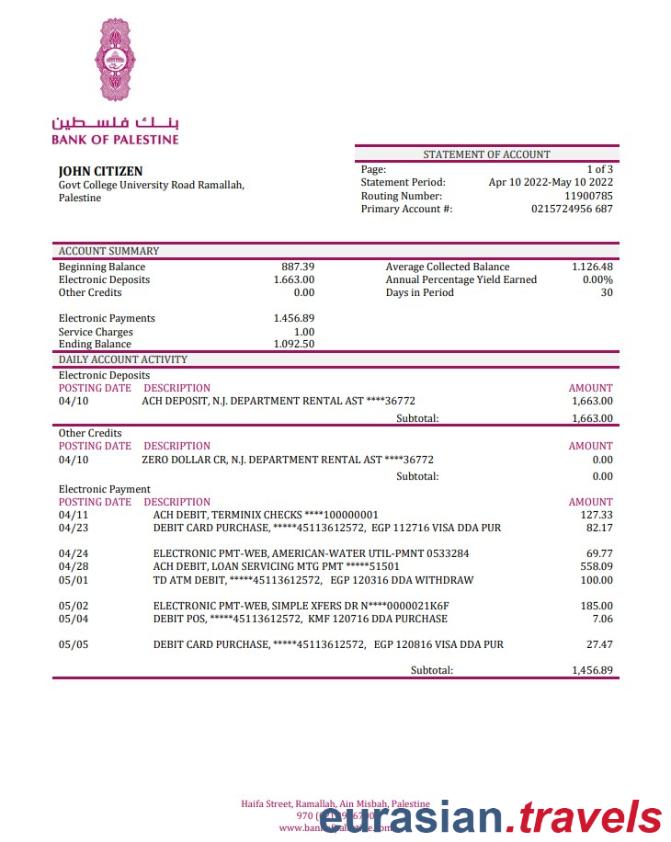 بنك فلسطين
BANK OF PALESTINE
JOHN CITIZEN
Govt College University Road Ramallah,
Palestine
STATEMENT OF ACCOUNT
Page: 1 of 3
Statement Period: Apr 10 2022-May 10 2022
Routing Number: 11900785
Primary Account #: 0215724956 687
ACCOUNT SUMMARY
Beginning Balance 887.39 Average Collected Balance 1.126.48
Electronic Deposits 1.663.00 Annual Percentage Yield Earned 0.00%
Other Credits 0.00 Days in Period 30
Electronic Payments 1.456.89
Service Charges 1.00
Ending Balance 1.092.50
DAILY ACCOUNT ACTIVITY
Electronic Deposits
POSTING DATE DESCRIPTION AMOUNT
04/10 ACH DEPOSIT, N.J. DEPARTMENT RENTAL AST ****36772 1,663.00
Subtotal: 1,663.00
Other Credits
POSTING DATE DESCRIPTION AMOUNT
04/10 ZERO DOLLAR CR, N.J. DEPARTMENT RENTAL AST ****36772 0.00
Subtotal: 0.00
Electronic Payment
POSTING DATE DESCRIPTION AMOUNT
04/11 ACH DEBIT, TERMINIX CHECKS ****100000001 127.33
04/23 DEBIT CARD PURCHASE, *****45113612572, EGP 112716 VISA DDA PUR 82.17
04/24 ELECTRONIC PMT-WEB, AMERICAN-WATER UTIL-PMNT 0533284 69.77
04/28 ACH DEBIT, LOAN SERVICING MTG PMT *****51501 558.09
05/01 TD ATM DEBIT, *****45113612572, EGP 120316 DDA WITHDRAW 100.00
05/02 ELECTRONIC PMT-WEB, SIMPLE XFERS DR N****0000021K6F 185.00
05/04 DEBIT POS, *****45113612572, KMF 120716 DDA PURCHASE 7.06
05/05 DEBIT CARD PURCHASE, *****45113612572, EGP 120816 VISA DDA PUR 27.47
Subtotal: 1,456.89
Haifa Street, Ramallah, Ain Misbah, Palestine
970
eurasian.travels